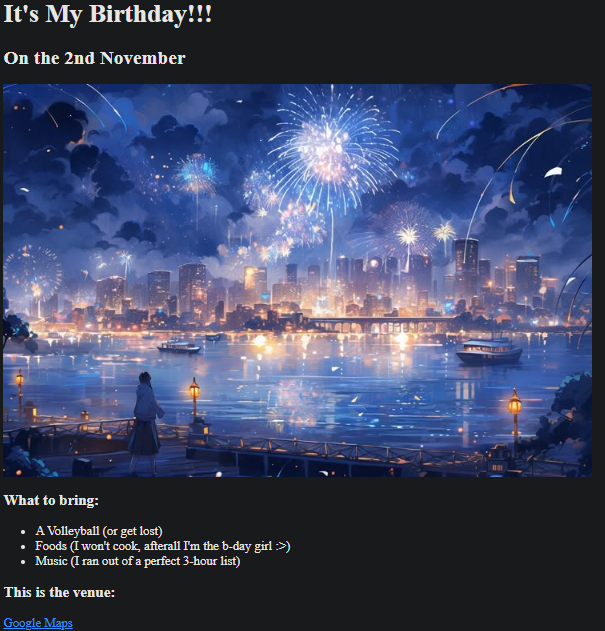 It's My Birthday!!!
On the 2nd November
What to bring:
A Volleyball (or get lost)
Foods (I won't cook, afterall I'm the b-day girl :>)
Music (I ran out of a perfect 3-hour list)
This is the venue:
Google Maps